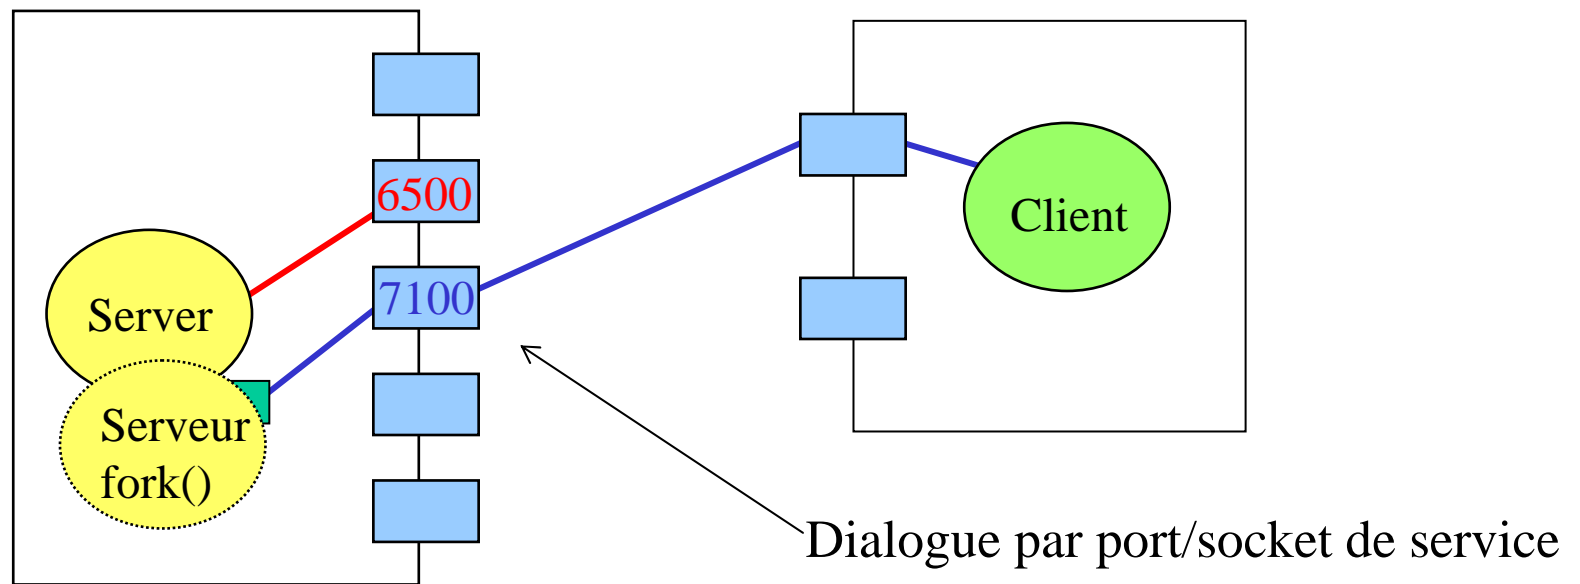 6500
Client
7100
Server
Serveur
fork()
Dialogue par port/socket de service